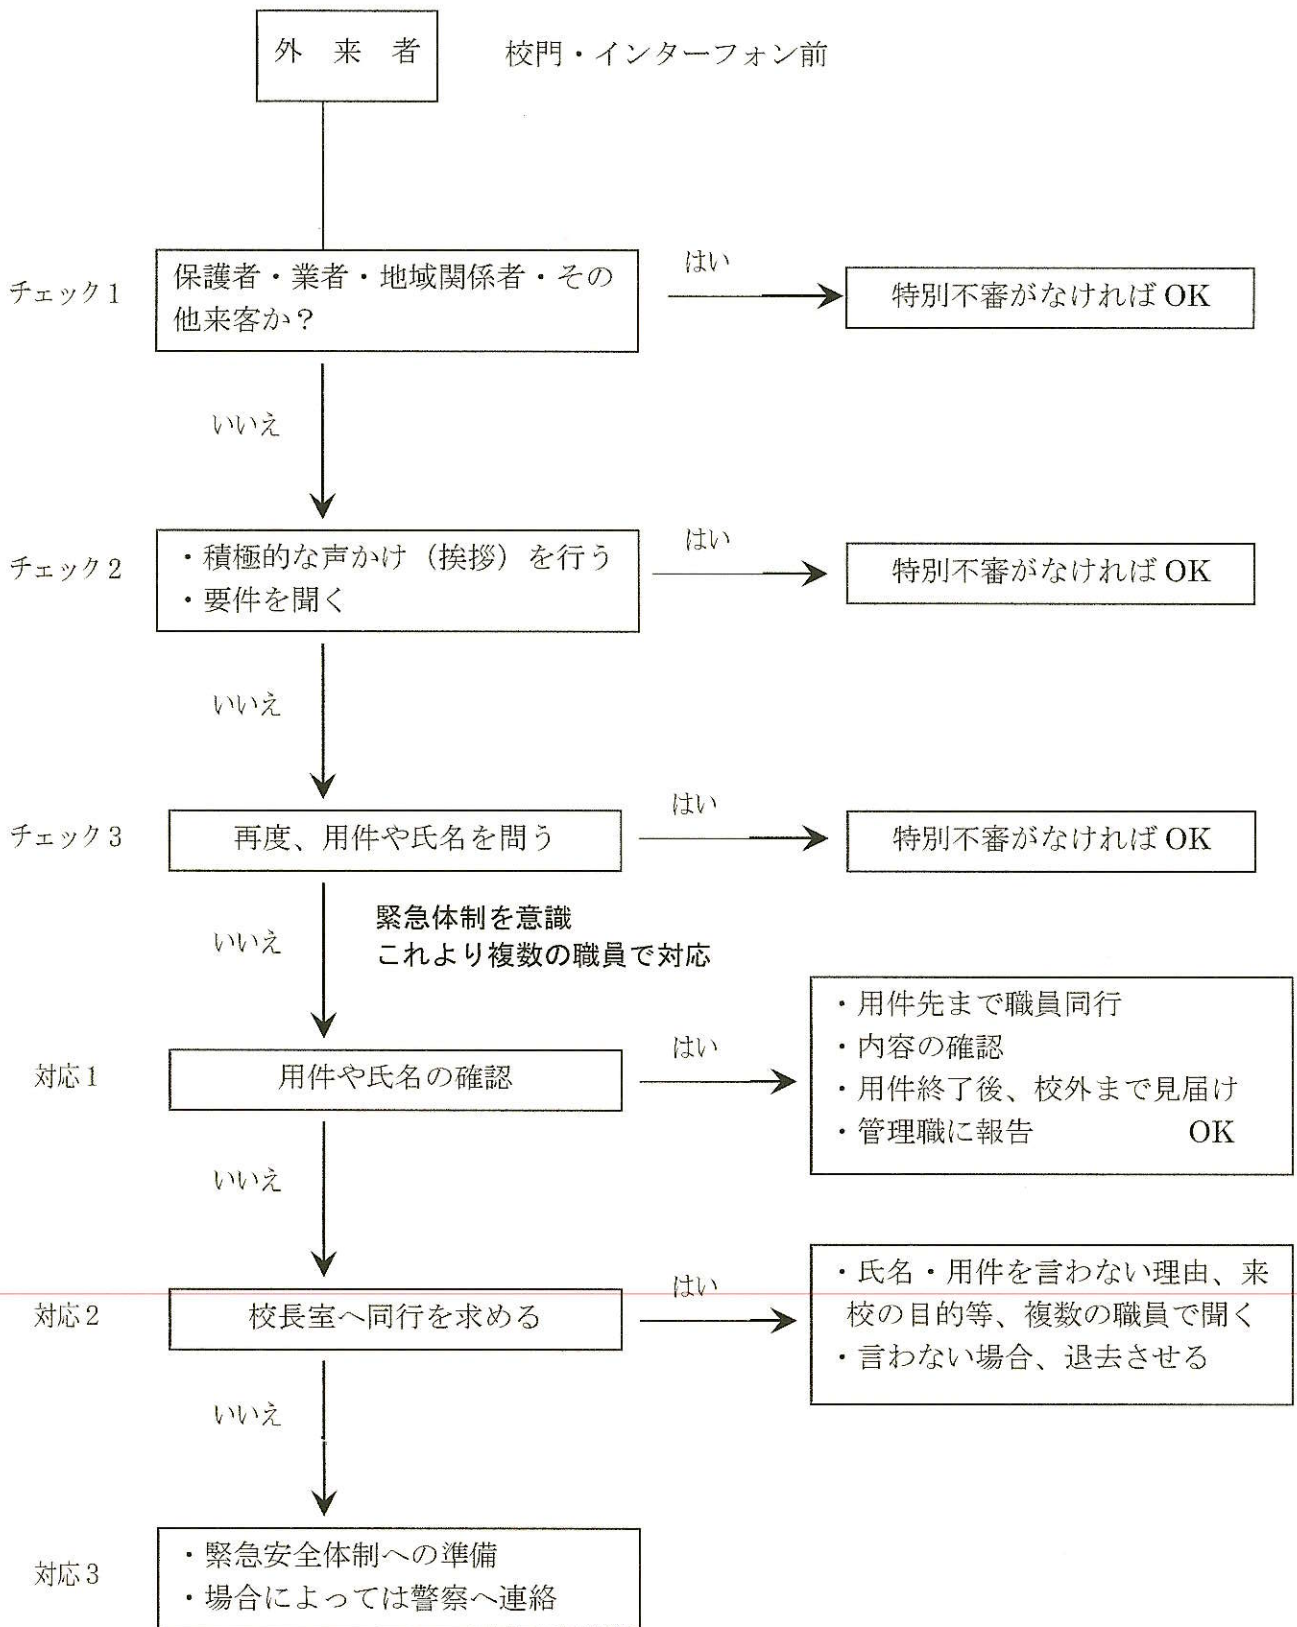 外 来 者
校門・インターフォン前
チェック1
保護者・業者・地域関係者・その
他来客か？
はい
特別不審がなければ OK
いいえ
チェック2
・積極的な声かけ（挨拶）を行う
・要件を聞く
はい
特別不審がなければ OK
いいえ
チェック3
再度、用件や氏名を問う
はい
特別不審がなければ OK
いいえ
緊急体制を意識
これより複数の職員で対応
対応1
用件や氏名の確認
はい
・用件先まで職員同行
・内容の確認
・用件終了後、校外まで見届け
・管理職に報告 OK
いいえ
対応2
校長室へ同行を求める
はい
・氏名・用件を言わない理由、来
校の目的等、複数の職員で聞く
・言わない場合、退去させる
いいえ
対応3
・緊急安全体制への準備
・場合によっては警察へ連絡